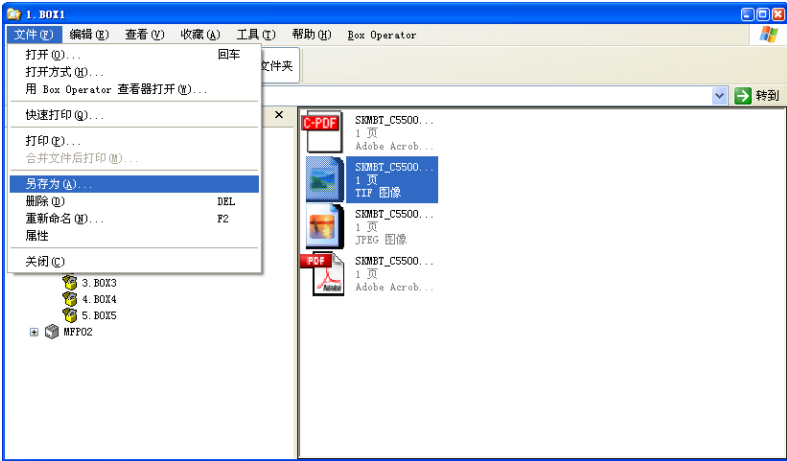 1. BOX1
文件(F) 编辑(E) 查看(V) 收藏(A) 工具(T) 帮助(H) Box Operator
打开(O)... 回车
打开方式(H)...
用 Box Operator 查看器打开(W)...
快速打印(Q)...
打印(P)...
合并文件后打印(M)...
另存为(A)...
删除(D) DEL
重新命名(N)... F2
属性
关闭(C)
文件夹
转到
3. BOX3
4. BOX4
5. BOX5
MFP02
C-PDF
SKMBT_C5500...
1 页
Adobe Acrob...
SKMBT_C5500...
1 页
TIF 图像
SKMBT_C5500...
1 页
JPEG 图像
PDF
Adobe
SKMBT_C5500...
1 页
Adobe Acrob...